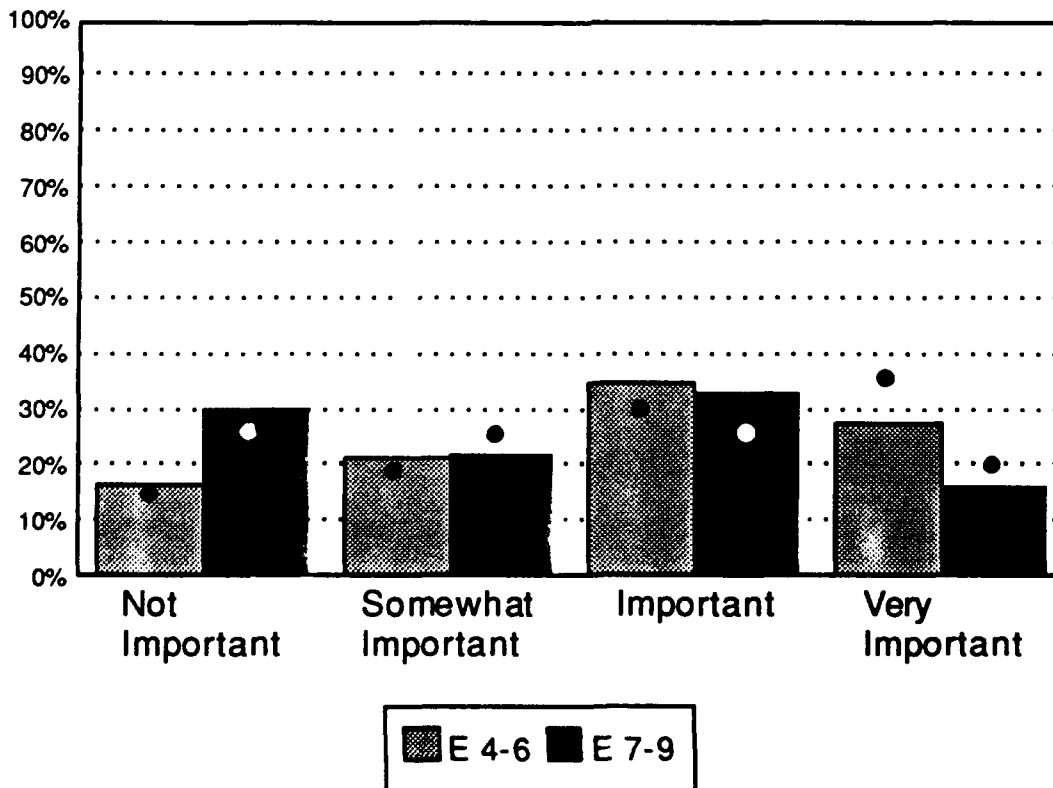 100%
90%
80%
70%
60%
50%
40%
30%
20%
10%
0%
Not
Important
Somewhat
Important
Important
Very
Important
E 4-6
E 7-9